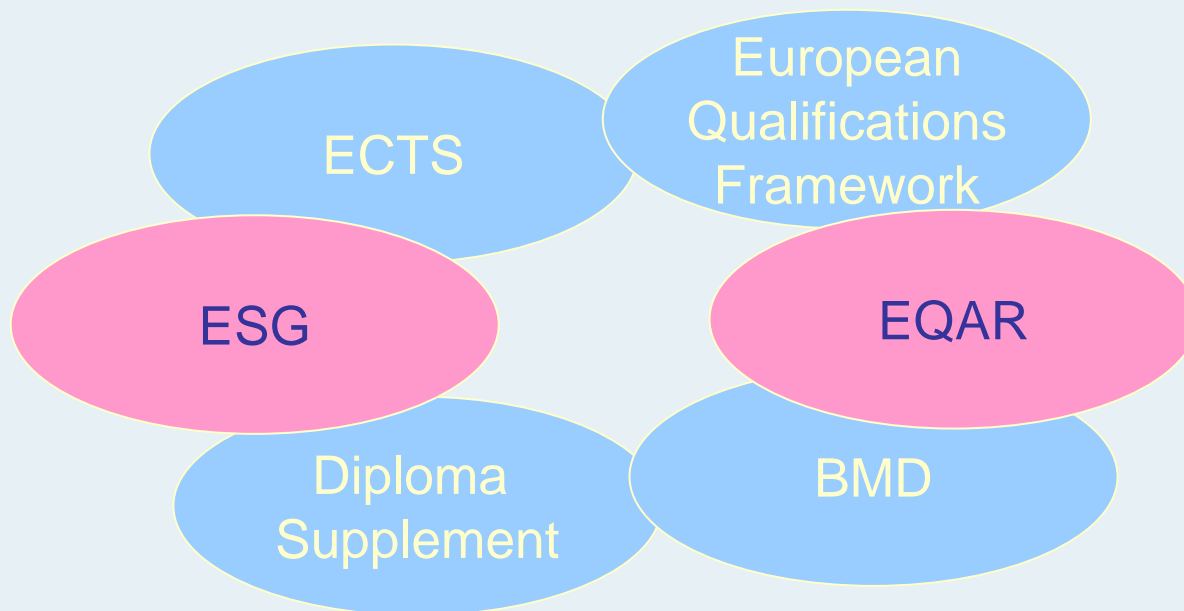 ECTS
European
Qualifications
Framework
ESG
EQAR
Diploma
Supplement
BMD